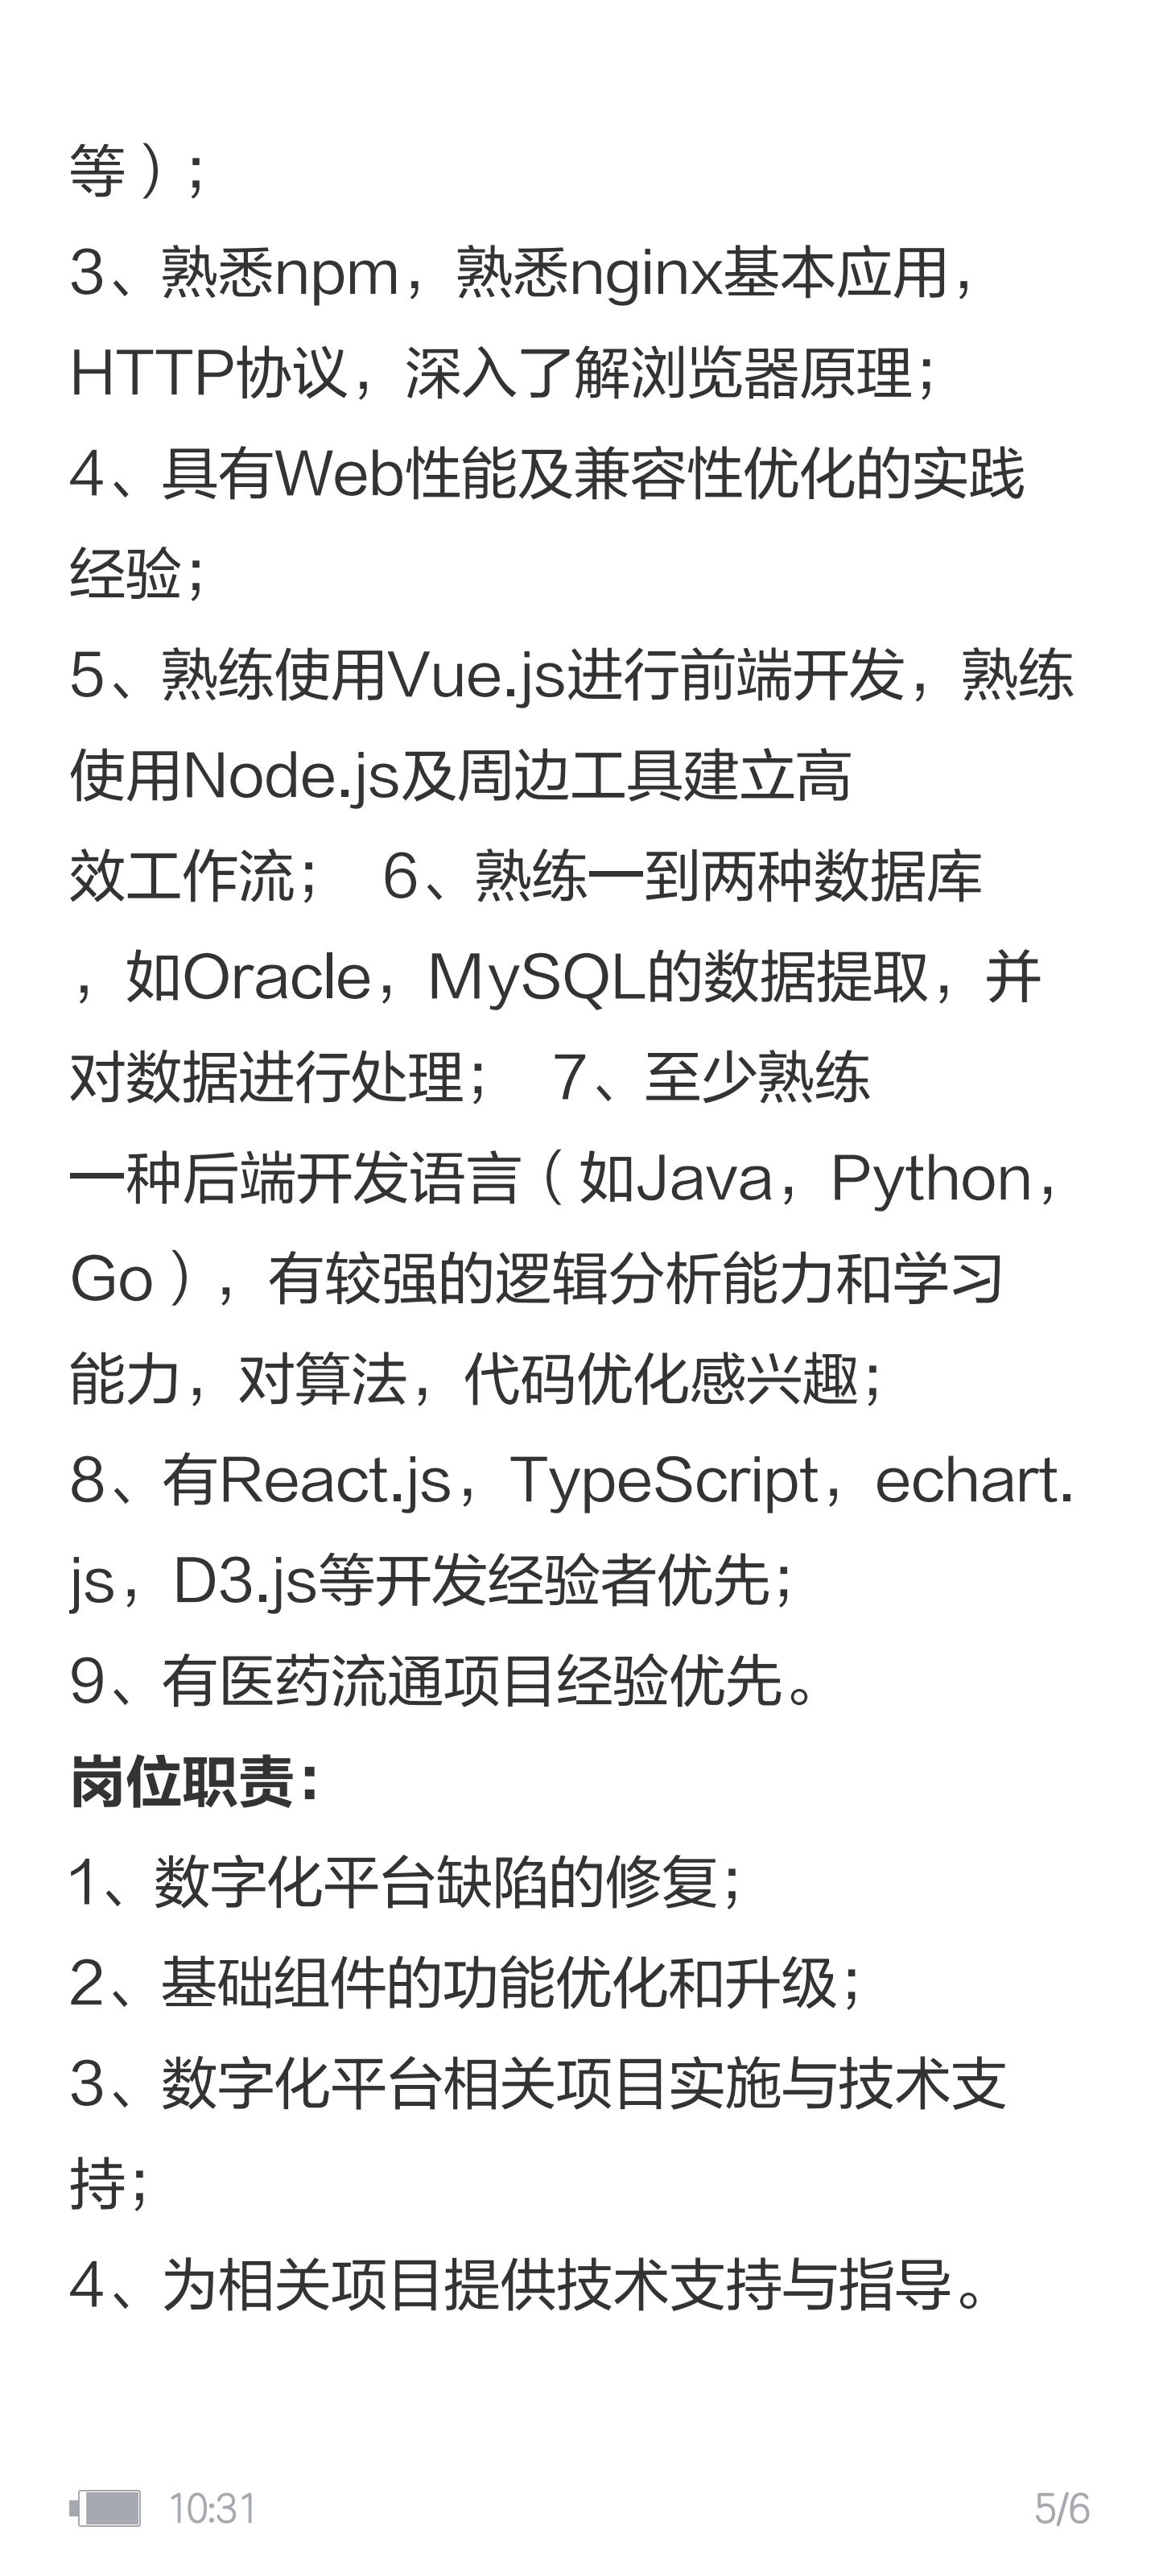 等）；
3、熟悉npm，熟悉nginx基本应用，
HTTP协议，深入了解浏览器原理；
4、具有Web性能及兼容性优化的实践
经验；
5、熟练使用Vue.js进行前端开发，熟练
使用Node.js及周边工具建立高
效工作流； 6、熟练一到两种数据库
，如Oracle，MySQL的数据提取，并
对数据进行处理； 7、至少熟练
一种后端开发语言（如Java，Python，
Go），有较强的逻辑分析能力和学习
能力，对算法，代码优化感兴趣；
8、有React.js，TypeScript，echart.
js，D3.js等开发经验者优先；
9、有医药流通项目经验优先。
岗位职责：
1、数字化平台缺陷的修复；
2、基础组件的功能优化和升级；
3、数字化平台相关项目实施与技术支
持；
4、为相关项目提供技术支持与指导。
10:31 5/6